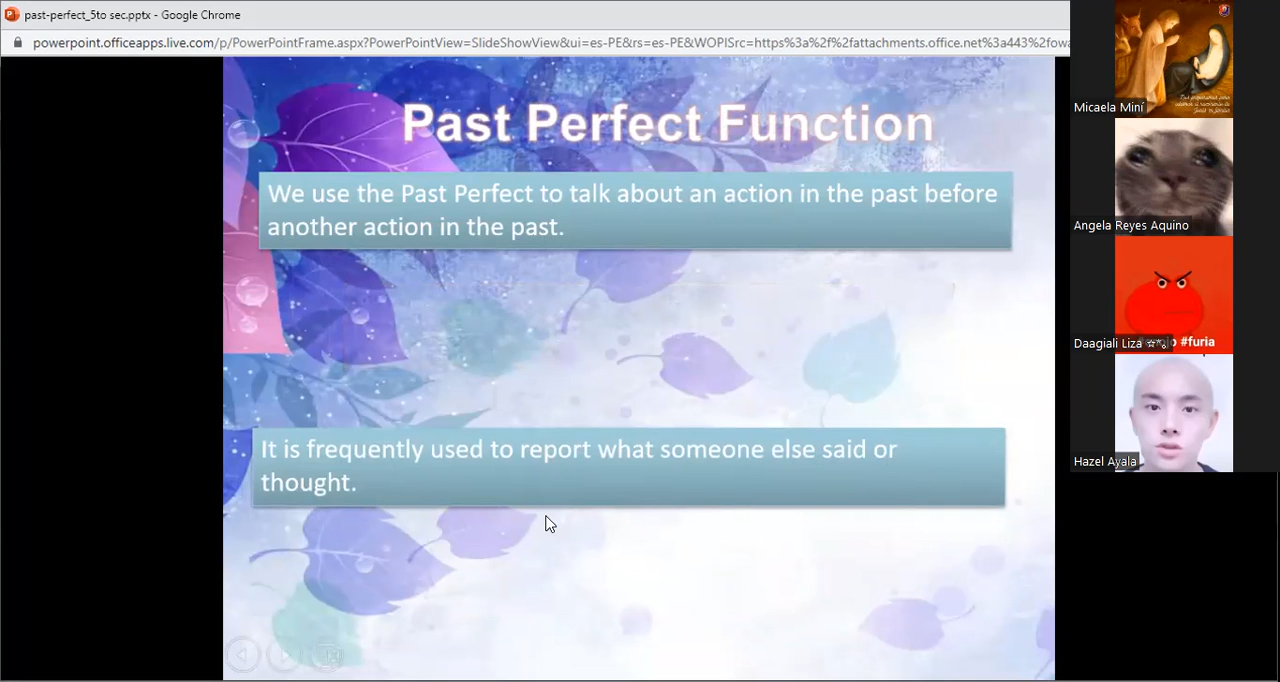 past-perfect_5to sec.pptx - Google Chrome
powerpoint.officeapps.live.com/p/PowerPointFrame.aspx?PowerPointView=SlideShowView&ui=es-PE&rs=es-PE&WOPISrc=https%3a%2f%2fattachments.office.net%3a443%2fowa
Past Perfect Function
We use the Past Perfect to talk about an action in the past before
another action in the past.
It is frequently used to report what someone else said or
thought.
Micaela Miní
Angela Reyes Aquino
#furia
Daagiali Liza
Hazel Ayala